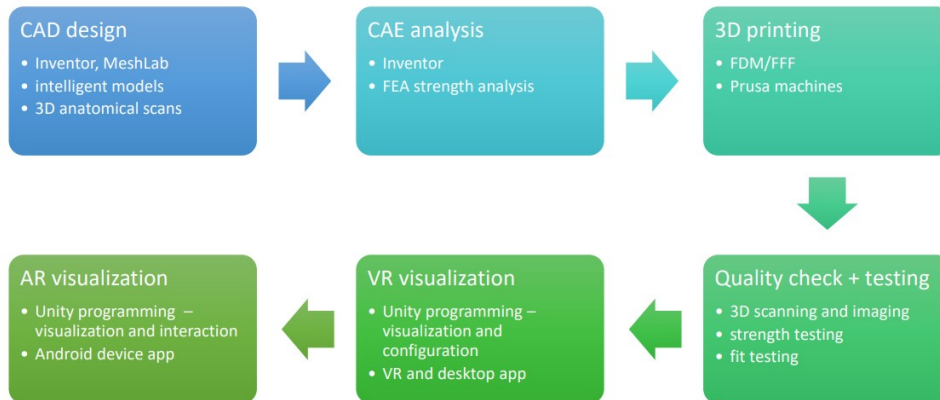 CAD design
• Inventor, MeshLab
• intelligent models
• 3D anatomical scans
CAE analysis
• Inventor
• FEA strength analysis
3D printing
• FDM/FFF
• Prusa machines
Quality check + testing
• 3D scanning and imaging
• strength testing
• fit testing
VR visualization
• Unity programming –
visualization and
configuration
• VR and desktop app
AR visualization
• Unity programming –
visualization and interaction
• Android device app